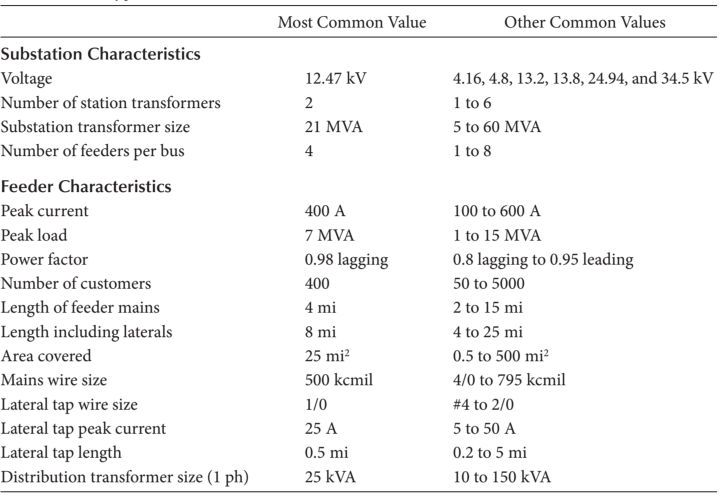 Most Common Value Other Common Values
Substation Characteristics
Voltage 12.47 kV 4.16, 4.8, 13.2, 13.8, 24.94, and 34.5 kV
Number of station transformers 2 1 to 6
Substation transformer size 21 MVA 5 to 60 MVA
Number of feeders per bus 4 1 to 8
Feeder Characteristics
Peak current 400 A 100 to 600 A
Peak load 7 MVA 1 to 15 MVA
Power factor 0.98 lagging 0.8 lagging to 0.95 leading
Number of customers 400 50 to 5000
Length of feeder mains 4 mi 2 to 15 mi
Length including laterals 8 mi 4 to 25 mi
Area covered 25 mi² 0.5 to 500 mi²
Mains wire size 500 kcmil 4/0 to 795 kcmil
Lateral tap wire size 1/0 #4 to 2/0
Lateral tap peak current 25 A 5 to 50 A
Lateral tap length 0.5 mi 0.2 to 5 mi
Distribution transformer size (1 ph) 25 kVA 10 to 150 kVA